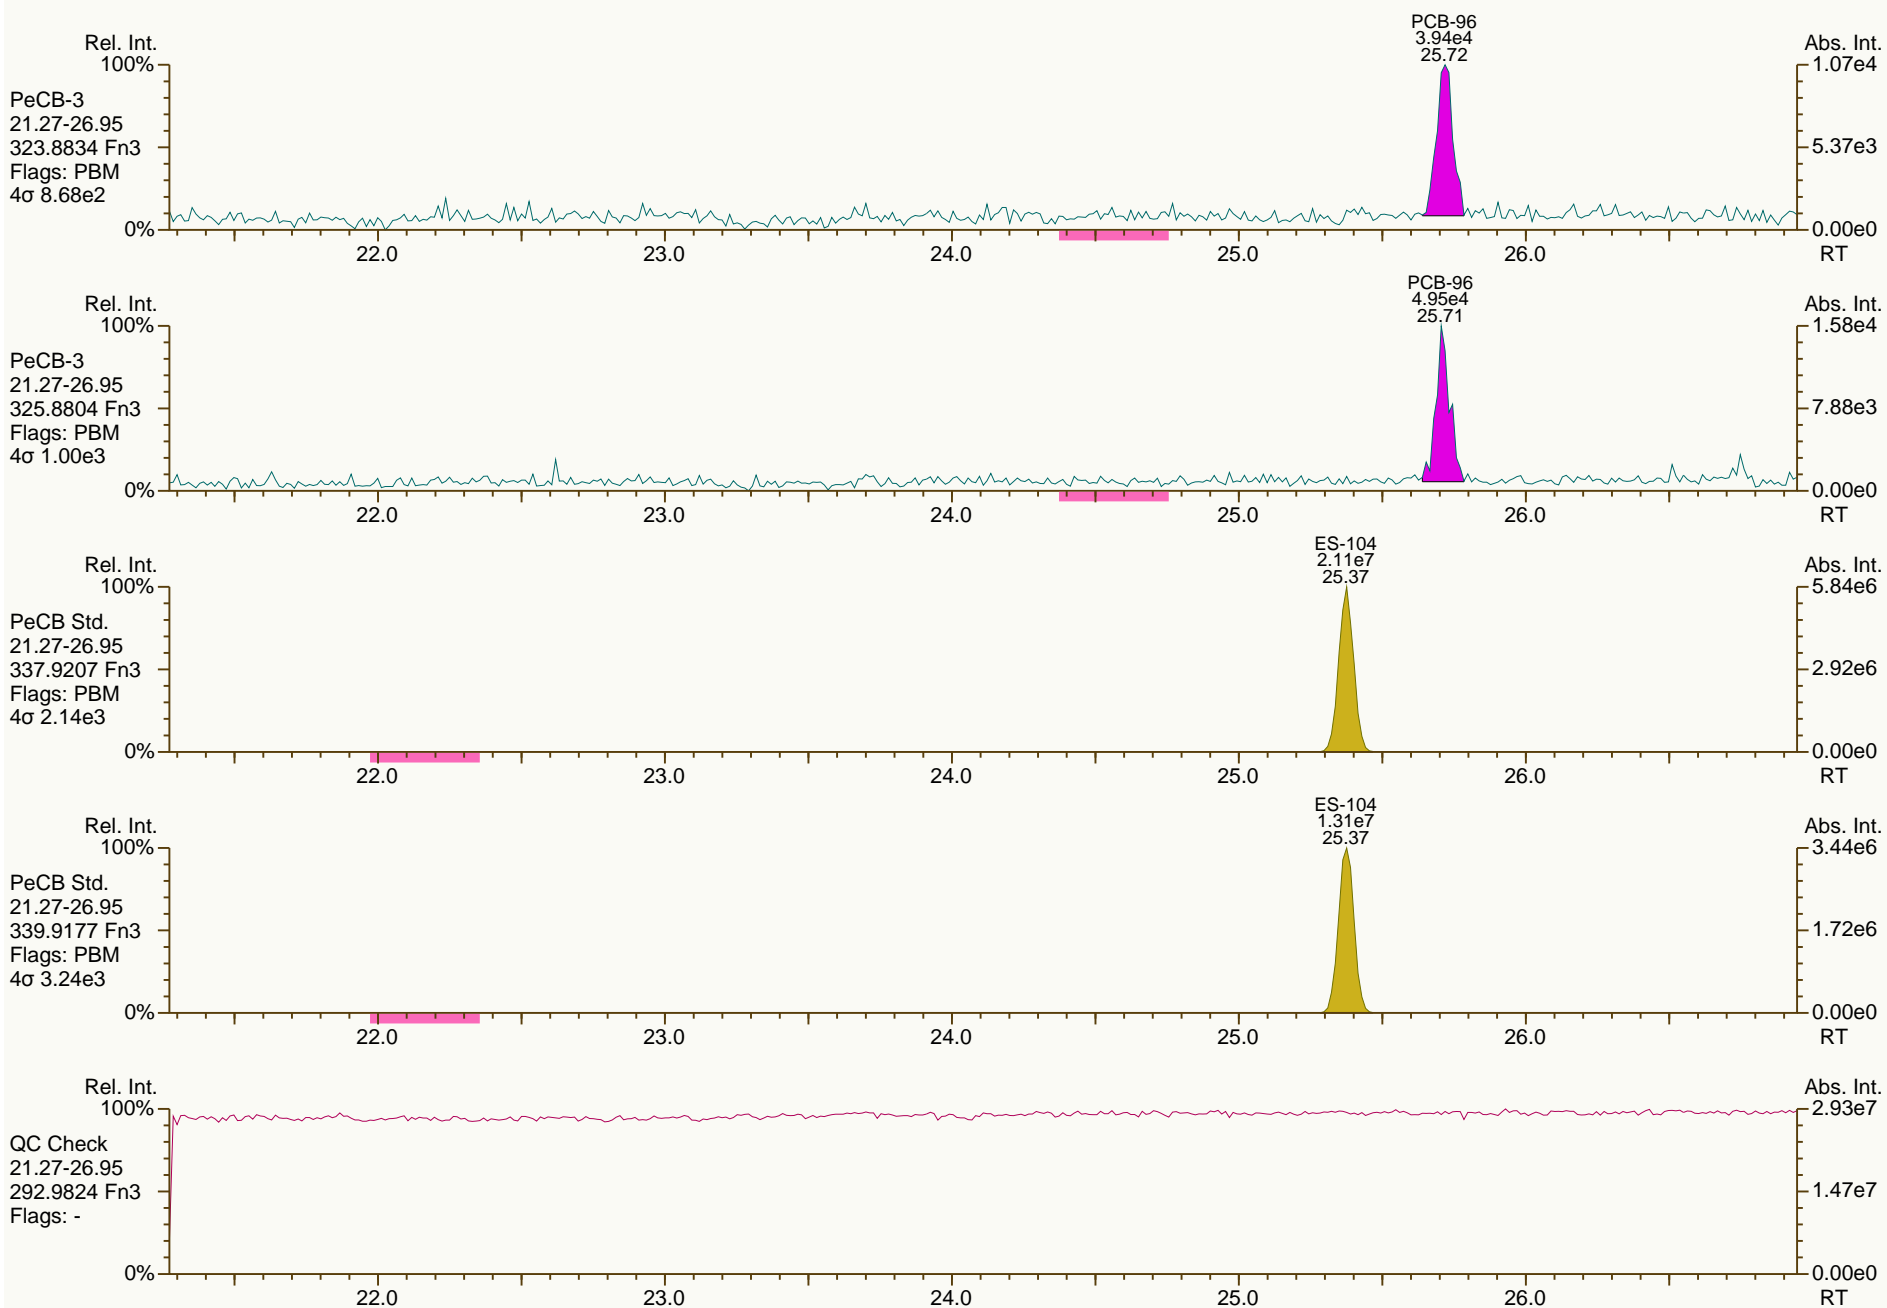 PCB-96
3.94e4
25.72
Rel. Int.
Abs. Int.
100%
1.07e4
PeCB-3
21.27-26.95
323.8834 Fn3
Flags: PBM
4σ 8.68e2
5.37e3
0%
0.00e0
22.0 23.0 24.0 25.0 26.0 RT
PCB-96
4.95e4
25.71
Rel. Int.
Abs. Int.
100%
1.58e4
PeCB-3
21.27-26.95
325.8804 Fn3
Flags: PBM
4σ 1.00e3
7.88e3
0%
0.00e0
22.0 23.0 24.0 25.0 26.0 RT
ES-104
2.11e7
25.37
Rel. Int.
Abs. Int.
100%
5.84e6
PeCB Std.
21.27-26.95
337.9207 Fn3
Flags: PBM
4σ 2.14e3
2.92e6
0%
0.00e0
22.0 23.0 24.0 25.0 26.0 RT
ES-104
1.31e7
25.37
Rel. Int.
Abs. Int.
100%
3.44e6
PeCB Std.
21.27-26.95
339.9177 Fn3
Flags: PBM
4σ 3.24e3
1.72e6
0%
0.00e0
22.0 23.0 24.0 25.0 26.0 RT
Rel. Int.
Abs. Int.
100%
2.93e7
QC Check
21.27-26.95
292.9824 Fn3
Flags: -
1.47e7
0%
0.00e0
22.0 23.0 24.0 25.0 26.0 RT